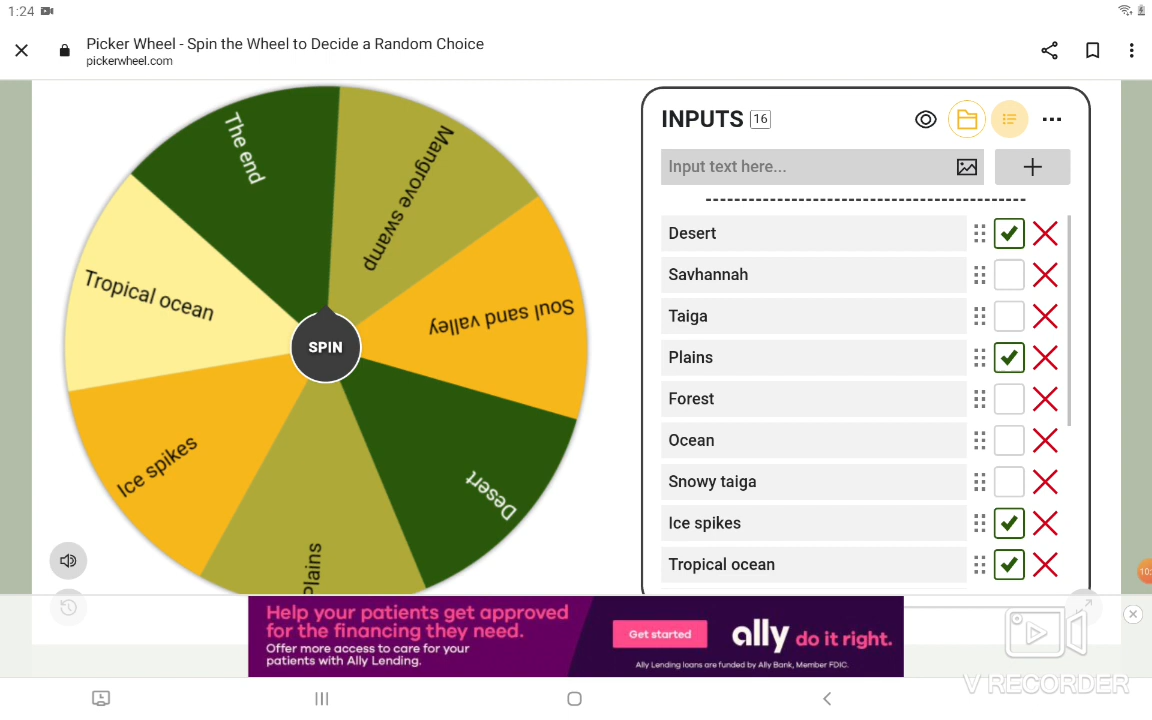 1:24
Picker Wheel - Spin the Wheel to Decide a Random Choice
pickerwheel.com
The end
Mangrove swamp
Soul sand valley
Desert
Plains
Ice spikes
Tropical ocean
SPIN
INPUTS 16
Input text here...
Desert
Savhannah
Taiga
Plains
Forest
Ocean
Snowy taiga
Ice spikes
Tropical ocean
10:
Help your patients get approved
for the financing they need.
Offer more access to care for your
patients with Ally Lending.
Get started
ally do it right.
Ally Lending loans are funded by Ally Bank, Member FDIC.
V RECORDER